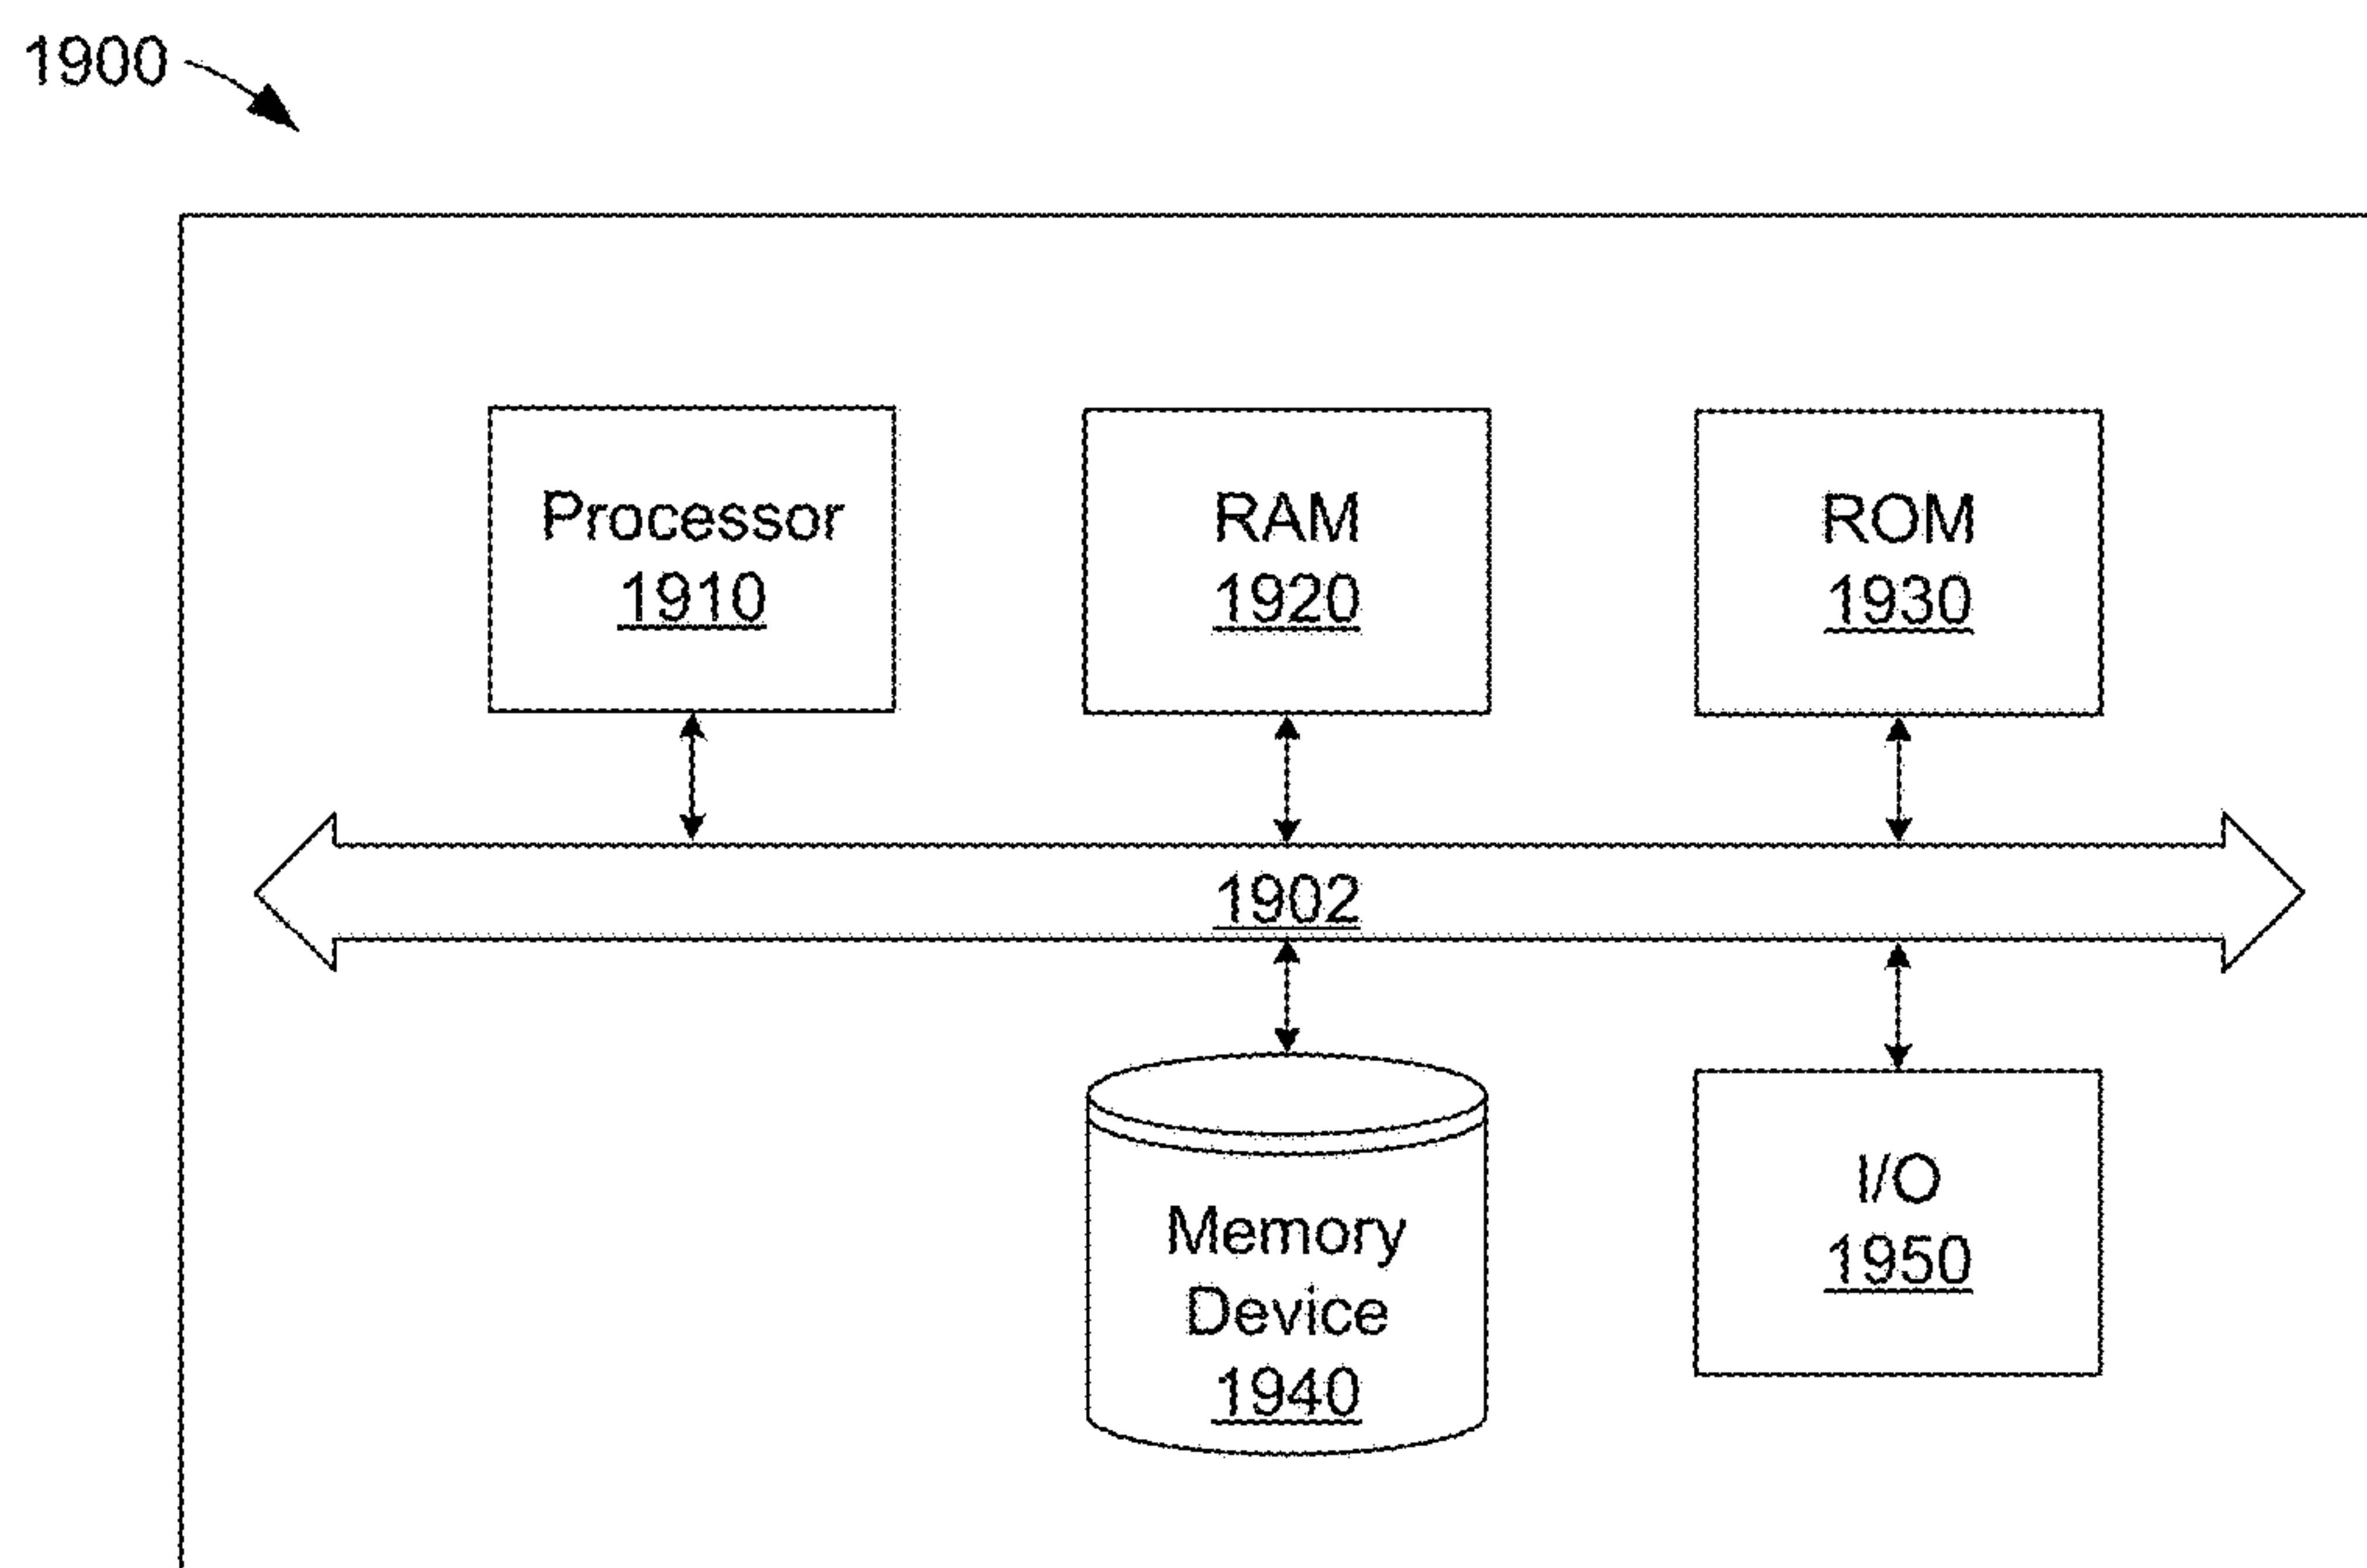 1900
Processor
1910
RAM
1920
ROM
1930
1902
Memory
Device
1940
I/O
1950